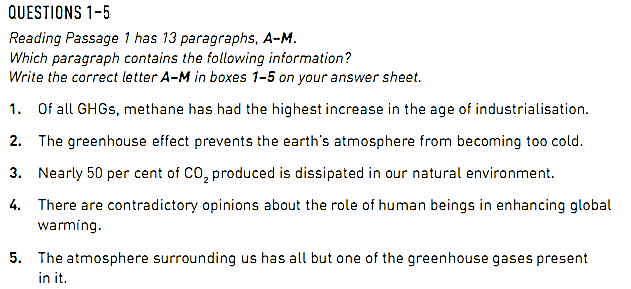 QUESTIONS 1-5
Reading Passage 1 has 13 paragraphs, A–M.
Which paragraph contains the following information?
Write the correct letter A–M in boxes 1–5 on your answer sheet.
1. Of all GHGs, methane has had the highest increase in the age of industrialisation.
2. The greenhouse effect prevents the earth's atmosphere from becoming too cold.
3. Nearly 50 per cent of CO₂ produced is dissipated in our natural environment.
4. There are contradictory opinions about the role of human beings in enhancing global
warming.
5. The atmosphere surrounding us has all but one of the greenhouse gases present
in it.